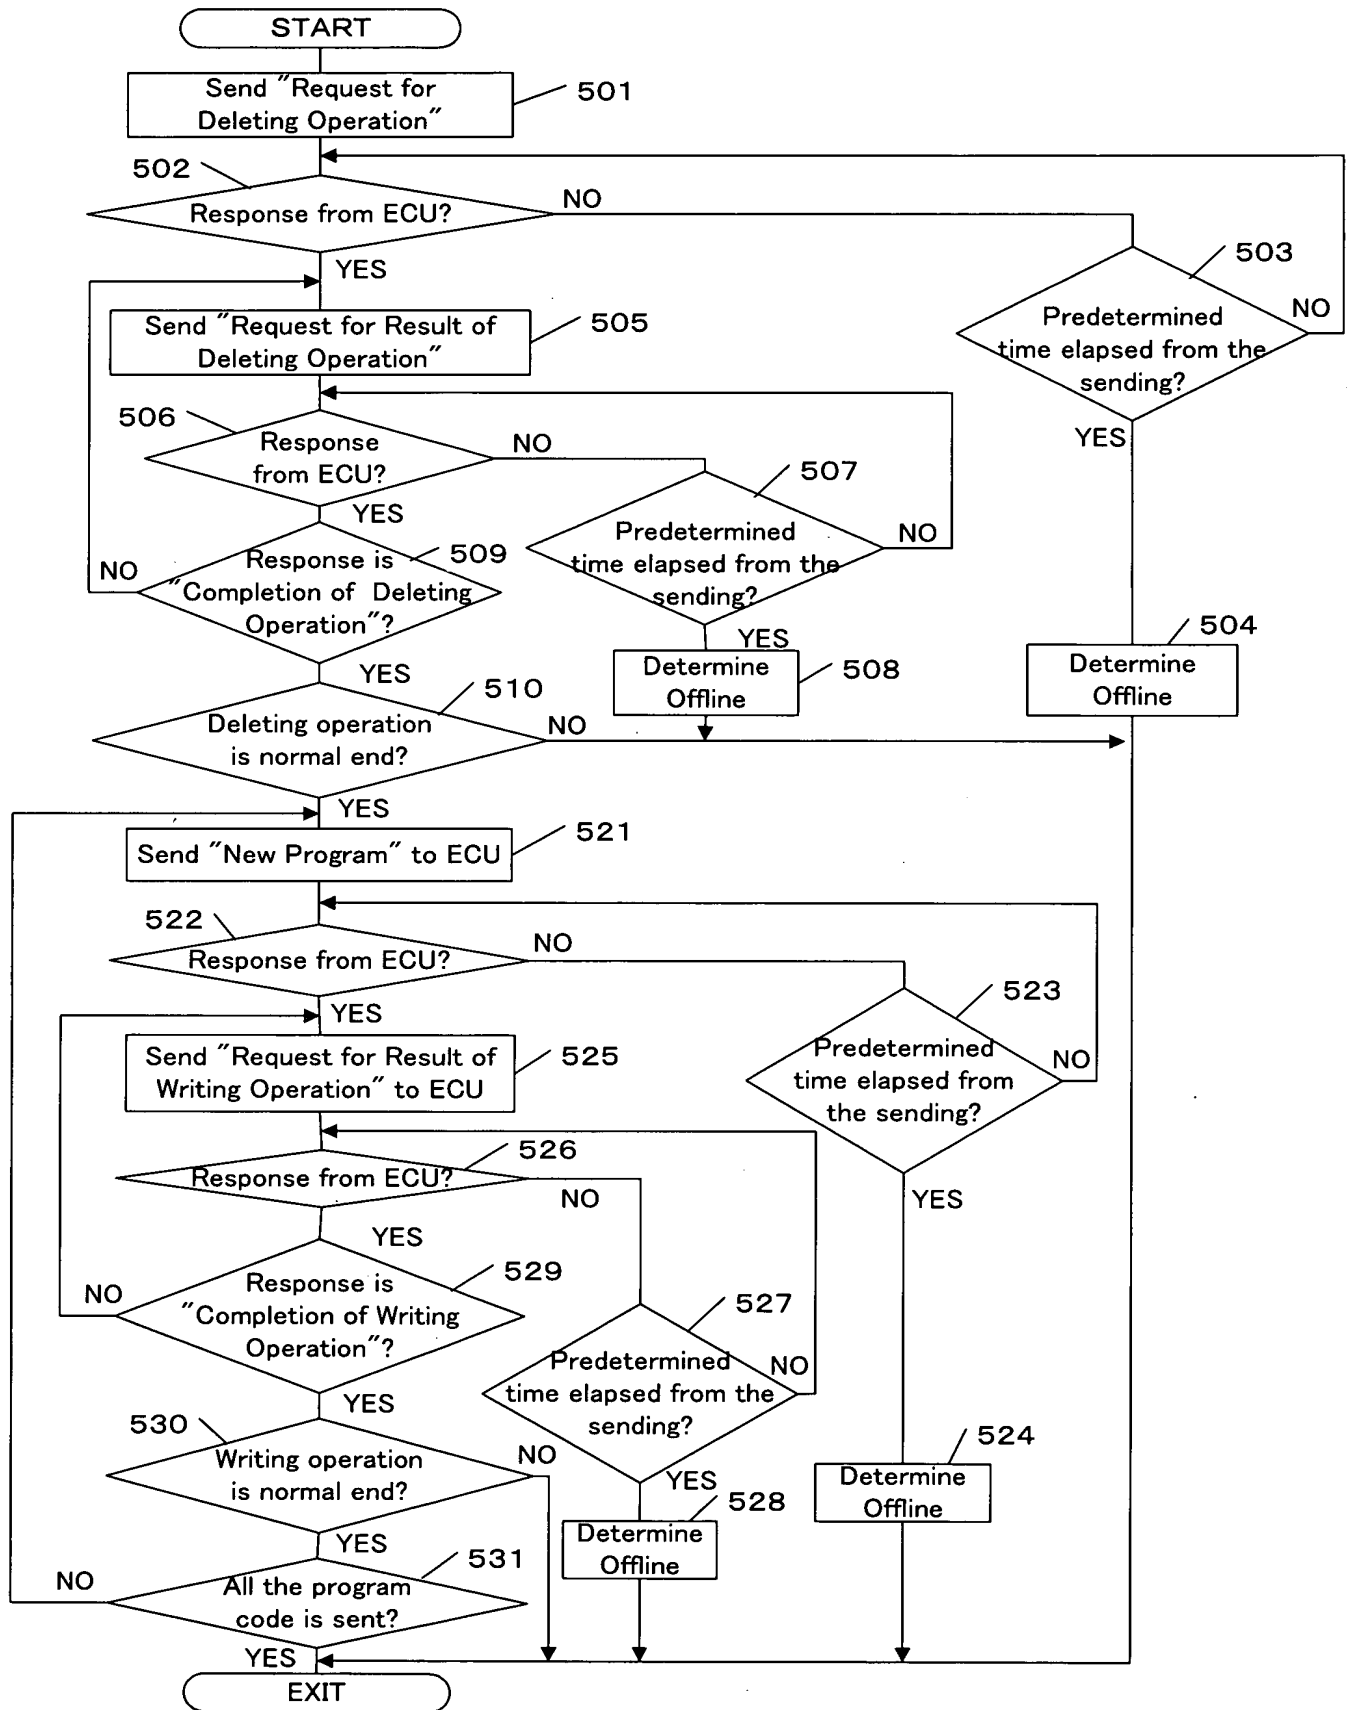 START
Send "Request for
Deleting Operation"
501
502
Response from ECU?
NO
YES
503
Predetermined
time elapsed from the
sending?
NO
YES
Send "Request for Result of
Deleting Operation"
505
506
Response
from ECU?
NO
YES
507
Predetermined
time elapsed from the
sending?
NO
YES
Response is
"Completion of Deleting
Operation"?
509
NO
YES
504
Determine
Offline
Determine
Offline
508
510
Deleting operation
is normal end?
NO
YES
Send "New Program" to ECU
521
522
Response from ECU?
NO
YES
523
Predetermined
time elapsed from
the sending?
NO
YES
Send "Request for Result of
Writing Operation" to ECU
525
526
Response from ECU?
NO
YES
Response is
"Completion of Writing
Operation"?
529
NO
YES
527
Predetermined
time elapsed from the
sending?
NO
YES
530
Writing operation
is normal end?
NO
YES
524
Determine
Offline
528
Determine
Offline
531
All the program
code is sent?
NO
YES
EXIT